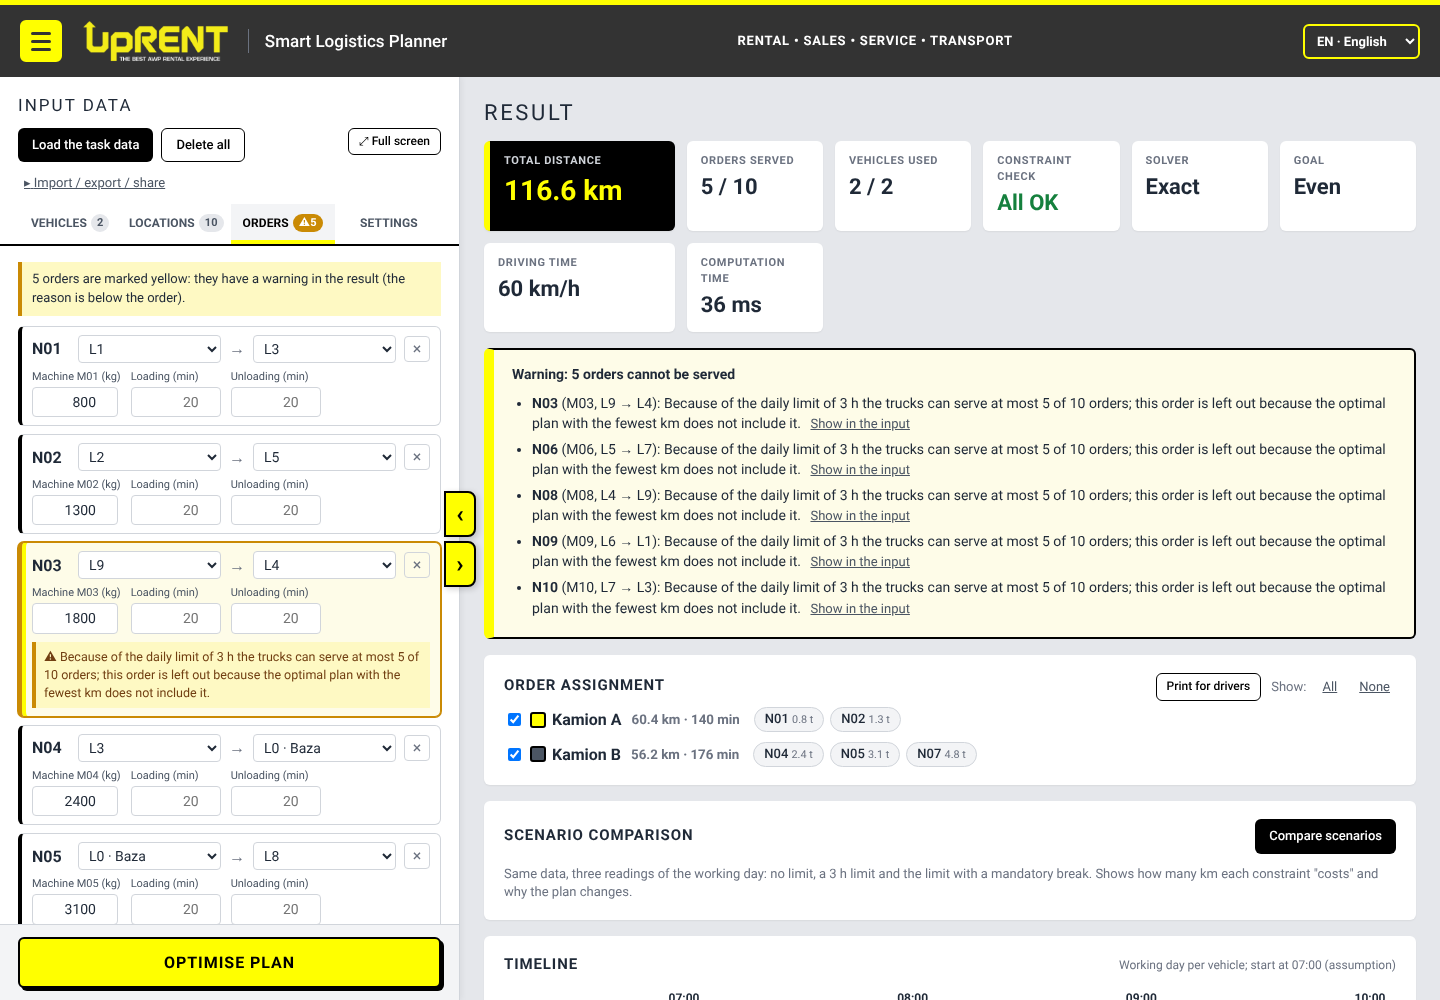 UpRENT
THE BEST AWP RENTAL EXPERIENCE
Smart Logistics Planner
RENTAL • SALES • SERVICE • TRANSPORT
EN · English
INPUT DATA
Load the task data
Delete all
⤢ Full screen
▸ Import / export / share
VEHICLES 2
LOCATIONS 10
ORDERS ⚠5
SETTINGS
5 orders are marked yellow: they have a warning in the result (the
reason is below the order).
N01 L1 → L3 ×
Machine M01 (kg) Loading (min) Unloading (min)
800 20 20
N02 L2 → L5 ×
Machine M02 (kg) Loading (min) Unloading (min)
1300 20 20
N03 L9 → L4 ×
Machine M03 (kg) Loading (min) Unloading (min)
1800 20 20
⚠ Because of the daily limit of 3 h the trucks can serve at most 5 of
10 orders; this order is left out because the optimal plan with the
fewest km does not include it.
N04 L3 → L0 · Baza ×
Machine M04 (kg) Loading (min) Unloading (min)
2400 20 20
N05 L0 · Baza → L8 ×
Machine M05 (kg) Loading (min) Unloading (min)
3100 20 20
OPTIMISE PLAN
‹
›
RESULT
TOTAL DISTANCE
116.6 km
ORDERS SERVED
5 / 10
VEHICLES USED
2 / 2
CONSTRAINT
CHECK
All OK
SOLVER
Exact
GOAL
Even
DRIVING TIME
60 km/h
COMPUTATION
TIME
36 ms
Warning: 5 orders cannot be served
• N03 (M03, L9 → L4): Because of the daily limit of 3 h the trucks can serve at most 5 of 10 orders; this order is left out because the optimal
plan with the fewest km does not include it. Show in the input
• N06 (M06, L5 → L7): Because of the daily limit of 3 h the trucks can serve at most 5 of 10 orders; this order is left out because the optimal
plan with the fewest km does not include it. Show in the input
• N08 (M08, L4 → L9): Because of the daily limit of 3 h the trucks can serve at most 5 of 10 orders; this order is left out because the optimal
plan with the fewest km does not include it. Show in the input
• N09 (M09, L6 → L1): Because of the daily limit of 3 h the trucks can serve at most 5 of 10 orders; this order is left out because the optimal
plan with the fewest km does not include it. Show in the input
• N10 (M10, L7 → L3): Because of the daily limit of 3 h the trucks can serve at most 5 of 10 orders; this order is left out because the optimal
plan with the fewest km does not include it. Show in the input
ORDER ASSIGNMENT
Print for drivers Show: All None
Kamion A 60.4 km · 140 min N01 0.8 t N02 1.3 t
Kamion B 56.2 km · 176 min N04 2.4 t N05 3.1 t N07 4.8 t
SCENARIO COMPARISON
Compare scenarios
Same data, three readings of the working day: no limit, a 3 h limit and the limit with a mandatory break. Shows how many km each constraint "costs" and
why the plan changes.
TIMELINE
Working day per vehicle; start at 07:00 (assumption)
07:00 08:00 09:00 10:00